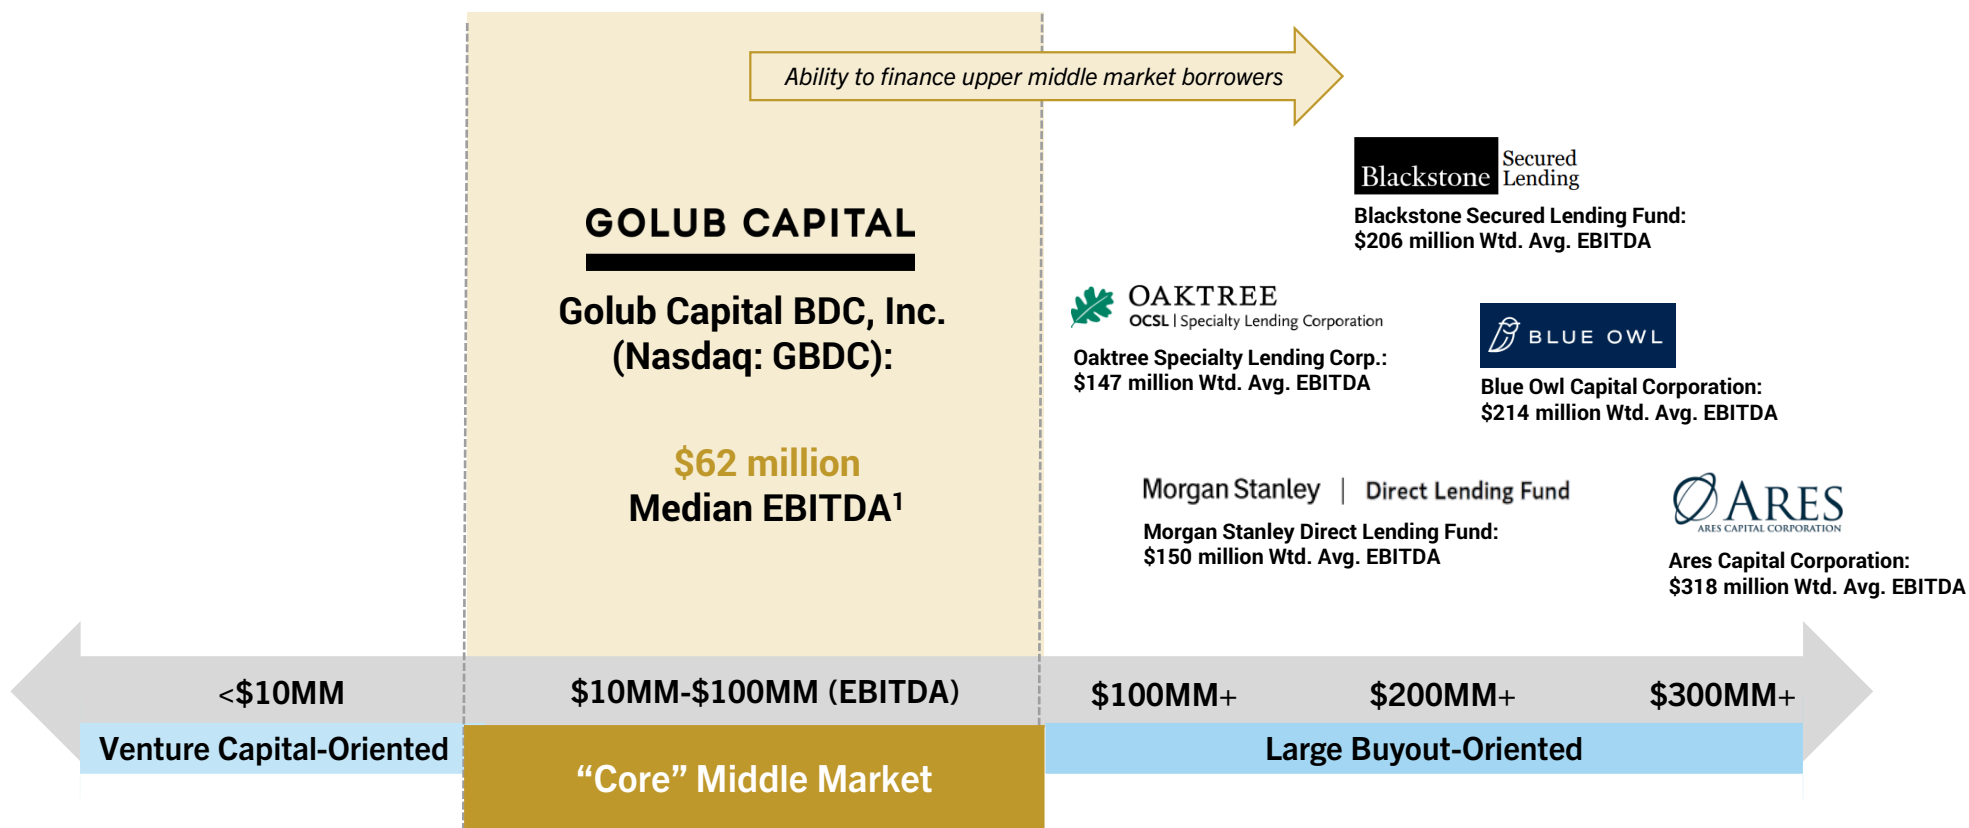 Ability to finance upper middle market borrowers
GOLUB CAPITAL
Golub Capital BDC, Inc.
(Nasdaq: GBDC):
$62 million
Median EBITDA¹
Blackstone
Secured
Lending
Blackstone Secured Lending Fund:
$206 million Wtd. Avg. EBITDA
OAKTREE
OCSL | Specialty Lending Corporation
Oaktree Specialty Lending Corp.:
$147 million Wtd. Avg. EBITDA
BLUE OWL
Blue Owl Capital Corporation:
$214 million Wtd. Avg. EBITDA
Morgan Stanley | Direct Lending Fund
Morgan Stanley Direct Lending Fund:
$150 million Wtd. Avg. EBITDA
ARES
ARES CAPITAL CORPORATION
Ares Capital Corporation:
$318 million Wtd. Avg. EBITDA
<$10MM
$10MM-$100MM (EBITDA)
$100MM+
$200MM+
$300MM+
Venture Capital-Oriented
“Core” Middle Market
Large Buyout-Oriented